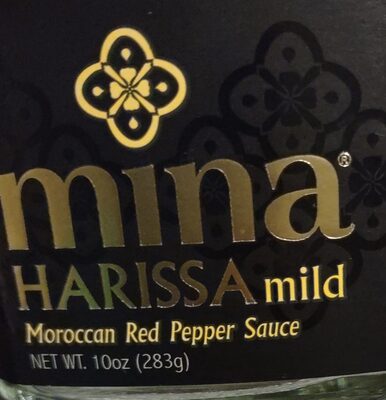 mina®
HARISSA mild
Moroccan Red Pepper Sauce
NET WT. 10oz (283g)